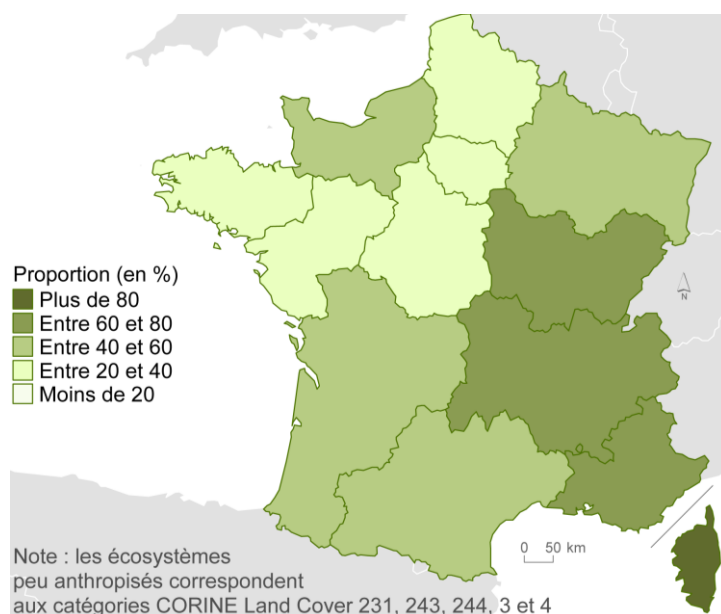 Proportion (en %)
Plus de 80
Entre 60 et 80
Entre 40 et 60
Entre 20 et 40
Moins de 20
N
0 50 km
Note : les écosystèmes
peu anthropisés correspondent
aux catégories CORINE Land Cover 231, 243, 244, 3 et 4